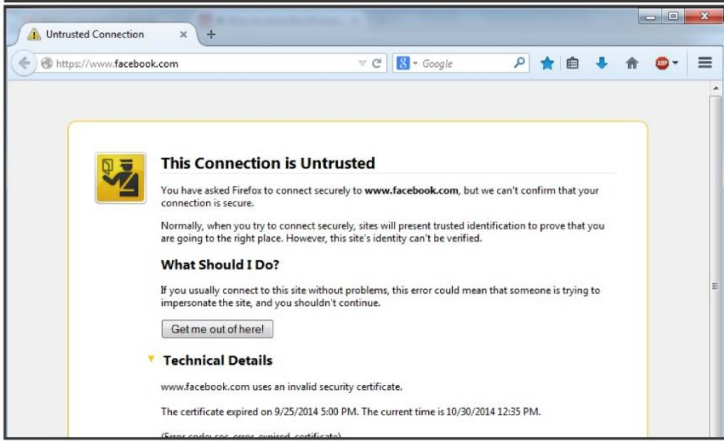 Untrusted Connection
https://www.facebook.com
Google
This Connection is Untrusted
You have asked Firefox to connect securely to www.facebook.com, but we can't confirm that your
connection is secure.
Normally, when you try to connect securely, sites will present trusted identification to prove that you
are going to the right place. However, this site's identity can't be verified.
What Should I Do?
If you usually connect to this site without problems, this error could mean that someone is trying to
impersonate the site, and you shouldn't continue.
Get me out of here!
Technical Details
www.facebook.com uses an invalid security certificate.
The certificate expired on 9/25/2014 5:00 PM. The current time is 10/30/2014 12:35 PM.
(Error code: sec_error_expired_certificate)